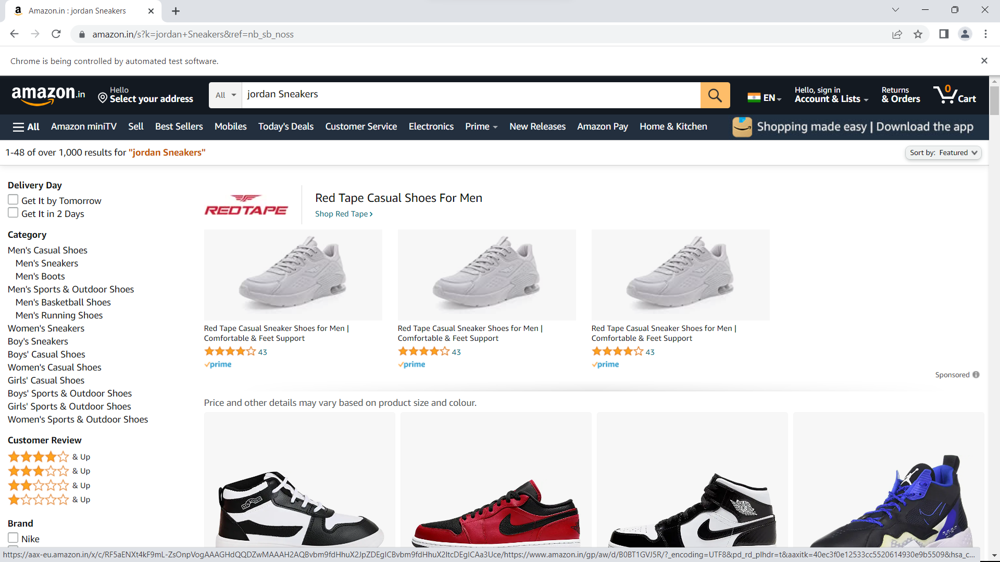 Amazon.in : jordan Sneakers
amazon.in/s?k=jordan+Sneakers&ref=nb_sb_noss
Chrome is being controlled by automated test software.
amazon.in
Hello
Select your address
All
jordan Sneakers
EN
Hello, sign in
Account & Lists
Returns
& Orders
0
Cart
All
Amazon miniTV
Sell
Best Sellers
Mobiles
Today's Deals
Customer Service
Electronics
Prime
New Releases
Amazon Pay
Home & Kitchen
Shopping made easy | Download the app
1-48 of over 1,000 results for "jordan Sneakers"
Sort by: Featured
Delivery Day
Get It by Tomorrow
Get It in 2 Days
Category
Men's Casual Shoes
Men's Sneakers
Men's Boots
Men's Sports & Outdoor Shoes
Men's Basketball Shoes
Men's Running Shoes
Women's Sneakers
Boy's Sneakers
Boys' Casual Shoes
Women's Casual Shoes
Girls' Casual Shoes
Boys' Sports & Outdoor Shoes
Girls' Sports & Outdoor Shoes
Women's Sports & Outdoor Shoes
Customer Review
& Up
& Up
& Up
& Up
Brand
Nike
REDTAPE
Red Tape Casual Shoes For Men
Shop Red Tape
Red Tape Casual Sneaker Shoes for Men |
Comfortable & Feet Support
43
prime
Red Tape Casual Sneaker Shoes for Men |
Comfortable & Feet Support
43
prime
Red Tape Casual Sneaker Shoes for Men |
Comfortable & Feet Support
43
prime
Sponsored
Price and other details may vary based on product size and colour.
https://aax-eu.amazon.in/x/c/RF5aENXt4kF9mL-ZsOnpVogAAAGHdQQDZwMAAAH2AQBvbm9fdHhuX2JpZDEgICBvbm9fdHhuX2ltcDEgICAa3Uce/https://www.amazon.in/gp/aw/d/B0BT1GVJ5R/?_encoding=UTF8&pd_rd_plhdr=t&aaxitk=40ec3f0e12533cc5520614930e9b5509&hsa_c...